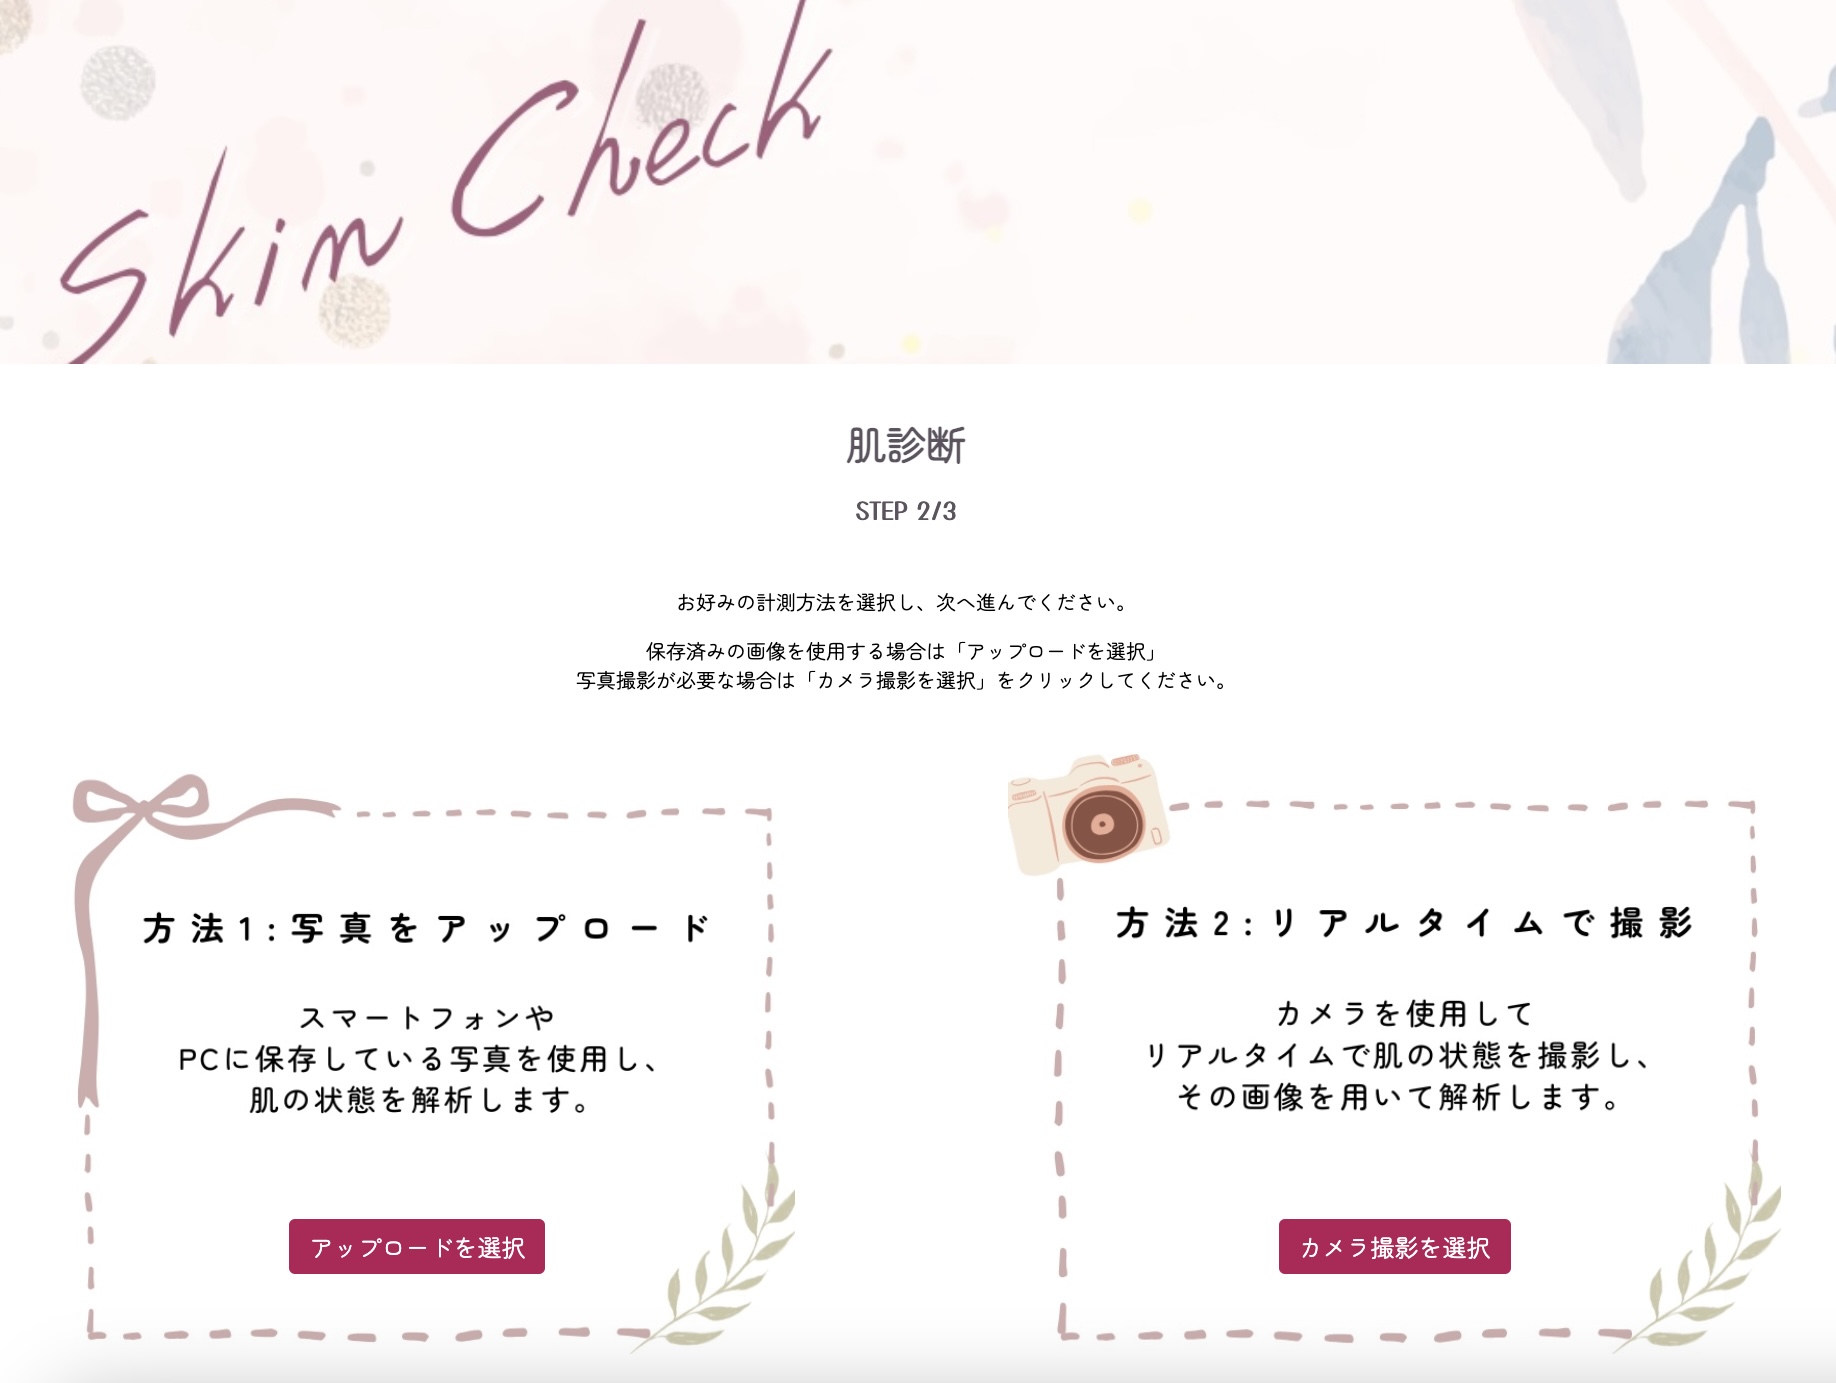 Skin Check
肌診断
STEP 2/3
お好みの計測方法を選択し、次へ進んでください。
保存済みの画像を使用する場合は「アップロードを選択」
写真撮影が必要な場合は「カメラ撮影を選択」をクリックしてください。
方法1:写真をアップロード
スマートフォンや
PCに保存している写真を使用し、
肌の状態を解析します。
アップロードを選択
方法2:リアルタイムで撮影
カメラを使用して
リアルタイムで肌の状態を撮影し、
その画像を用いて解析します。
カメラ撮影を選択